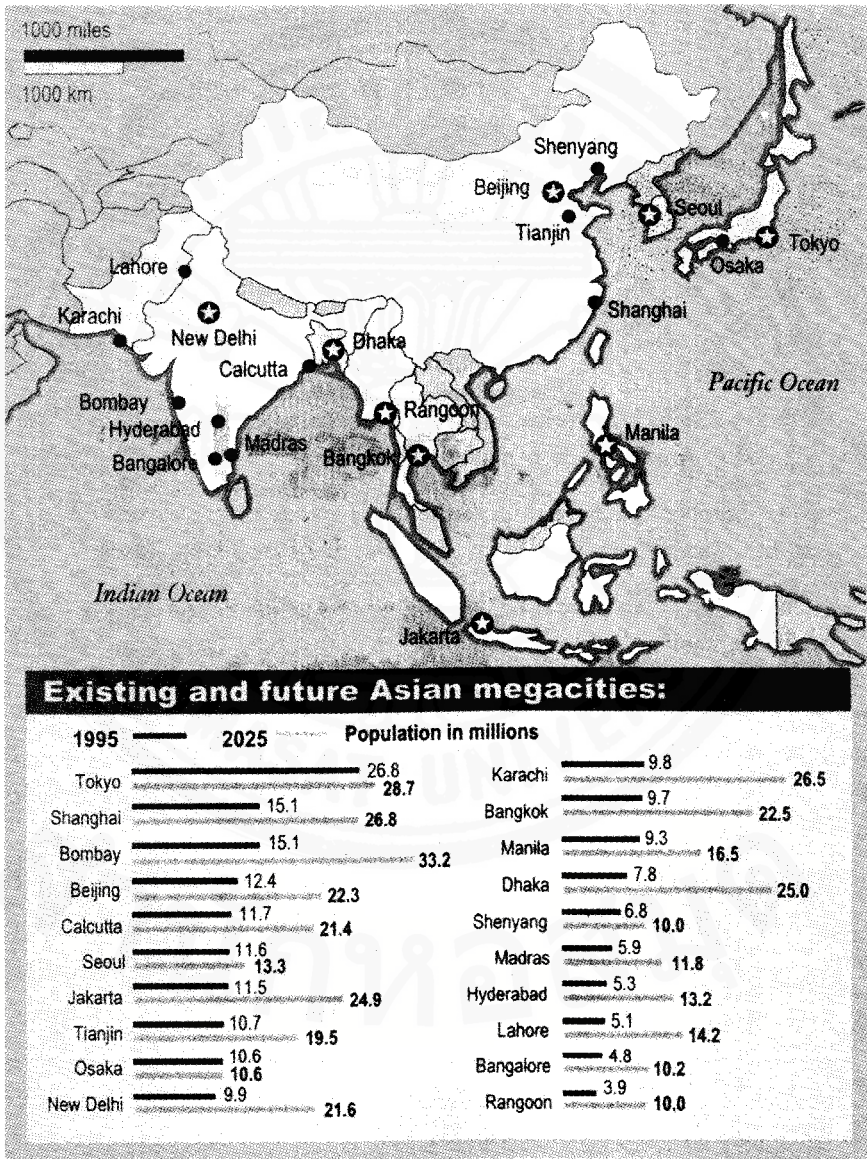 1000 miles
1000 km
Shenyang
Beijing
Seoul
Tianjin
Tokyo
Osaka
Lahore
Shanghai
Karachi
New Delhi
Dhaka
Calcutta
Pacific Ocean
Bombay
Rangoon
Hyderabad
Manila
Madras
Bangalore
Bangkok
Indian Ocean
Jakarta
Existing and future Asian megacities:
1995 2025 Population in millions
Tokyo 26.8
28.7
Shanghai 15.1
26.8
Bombay 15.1
33.2
Beijing 12.4
22.3
Calcutta 11.7
21.4
Seoul 11.6
13.3
Jakarta 11.5
24.9
Tianjin 10.7
19.5
Osaka 10.6
10.6
New Delhi 9.9
21.6
Karachi 9.8
26.5
Bangkok 9.7
22.5
Manila 9.3
16.5
Dhaka 7.8
25.0
Shenyang 6.8
10.0
Madras 5.9
11.8
Hyderabad 5.3
13.2
Lahore 5.1
14.2
Bangalore 4.8
10.2
Rangoon 3.9
10.0